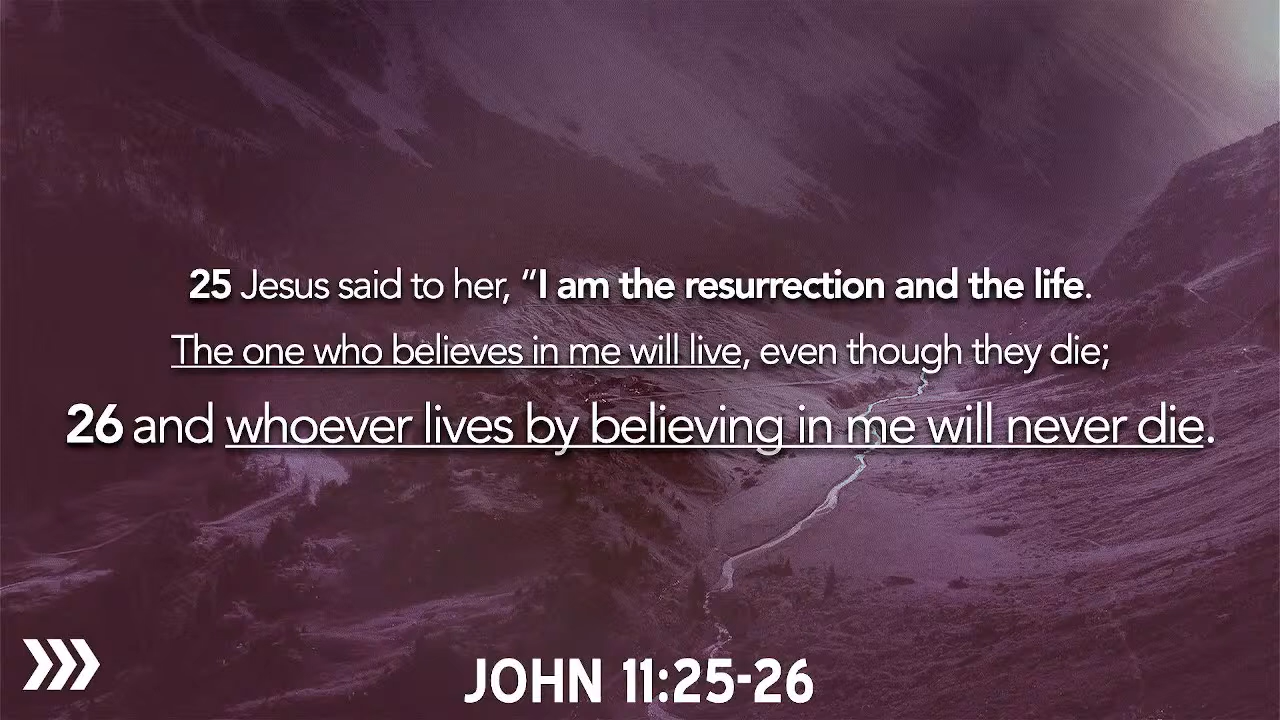 25 Jesus said to her, “I am the resurrection and the life.
The one who believes in me will live, even though they die;
26 and whoever lives by believing in me will never die.
JOHN 11:25-26